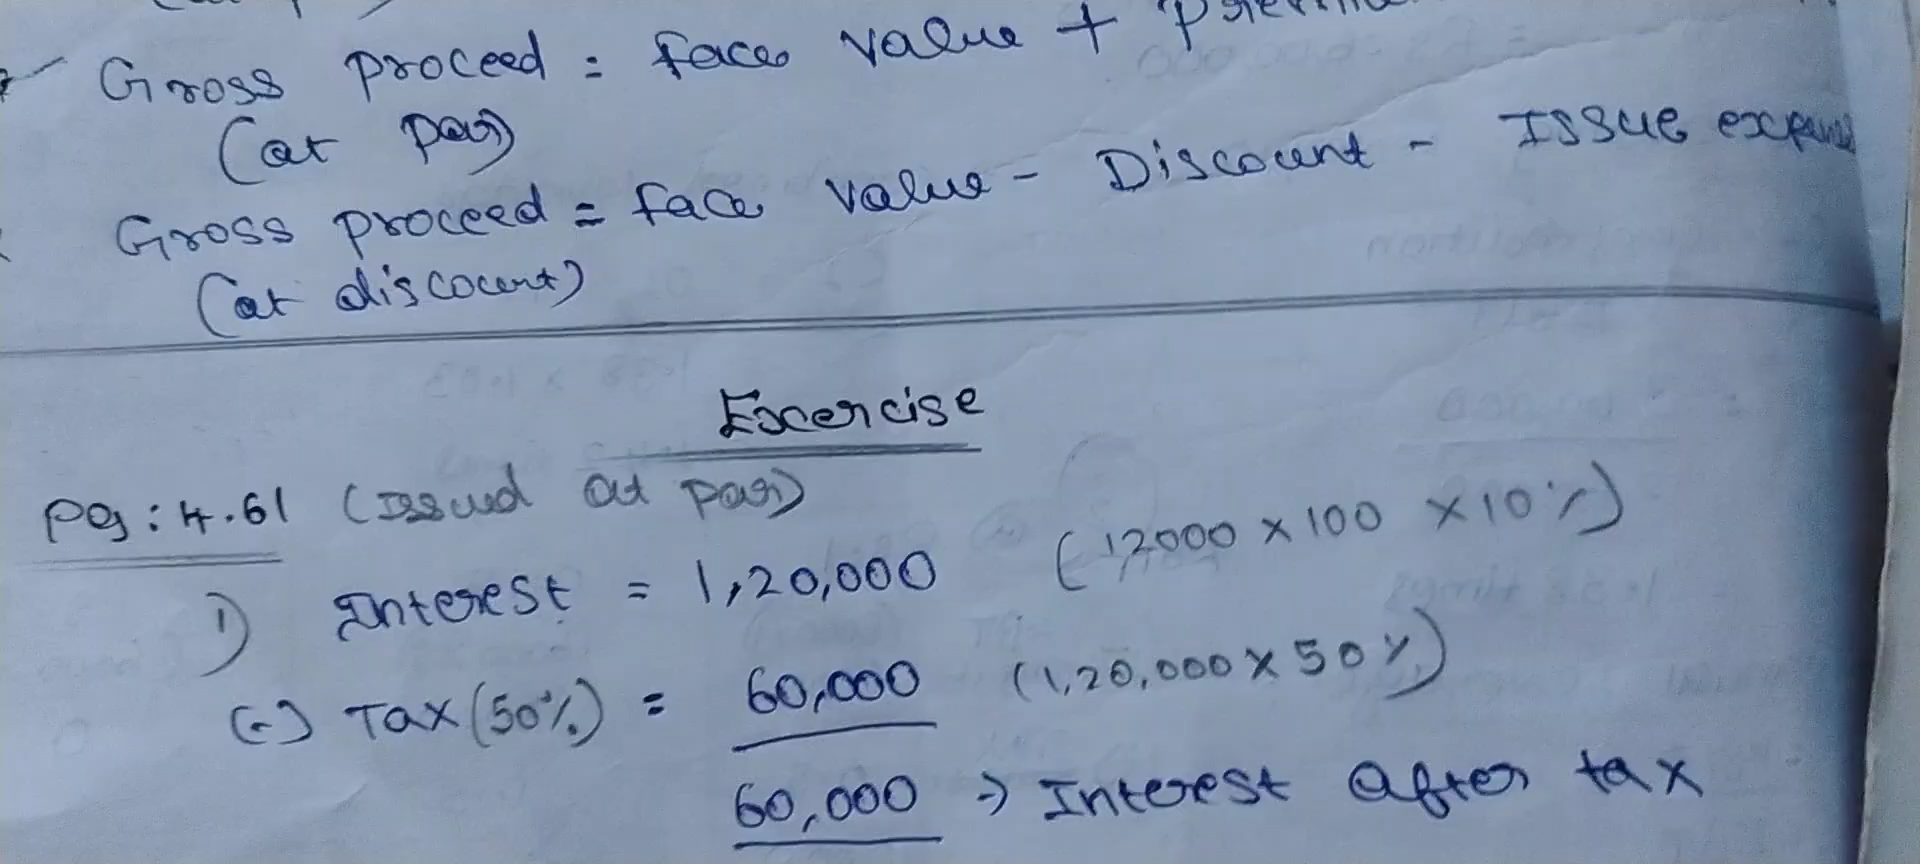 Gross proceed = face value +
(at par)
Gross proceed = face value - Discount - Issue
(at discount)
Excercise
Pg : 4.61 (Issued at par)
1) Interest = 1,20,000 (12000 x 100 x 10%)
(-) Tax (50%) = 60,000 (1,20,000 x 50%)
60,000 -> Interest after tax